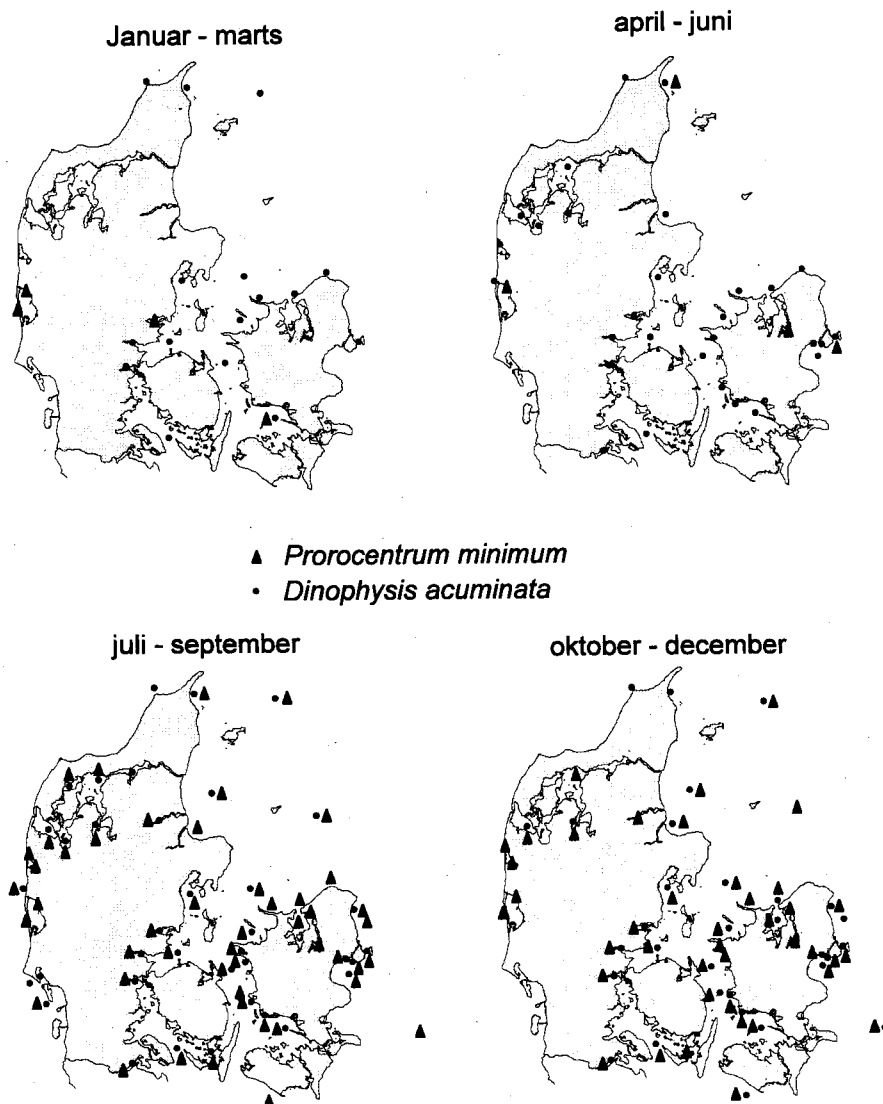 Januar - marts
april - juni
Prorocentrum minimum
Dinophysis acuminata
juli - september
oktober - december